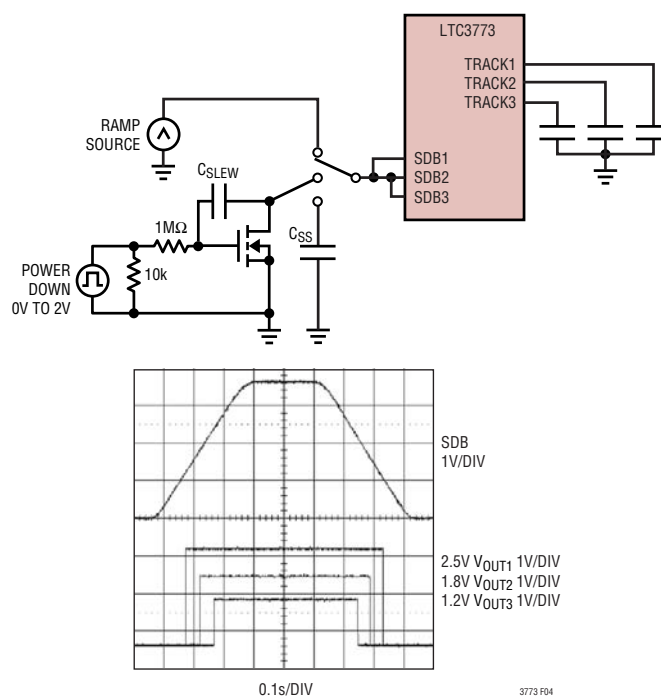 LTC3773
TRACK1
TRACK2
TRACK3
RAMP
SOURCE
SDB1
SDB2
SDB3
CSLEW
1MΩ
CSS
POWER
DOWN
0V TO 2V
10k
SDB
1V/DIV
2.5V VOUT1 1V/DIV
1.8V VOUT2 1V/DIV
1.2V VOUT3 1V/DIV
0.1s/DIV
3773 F04